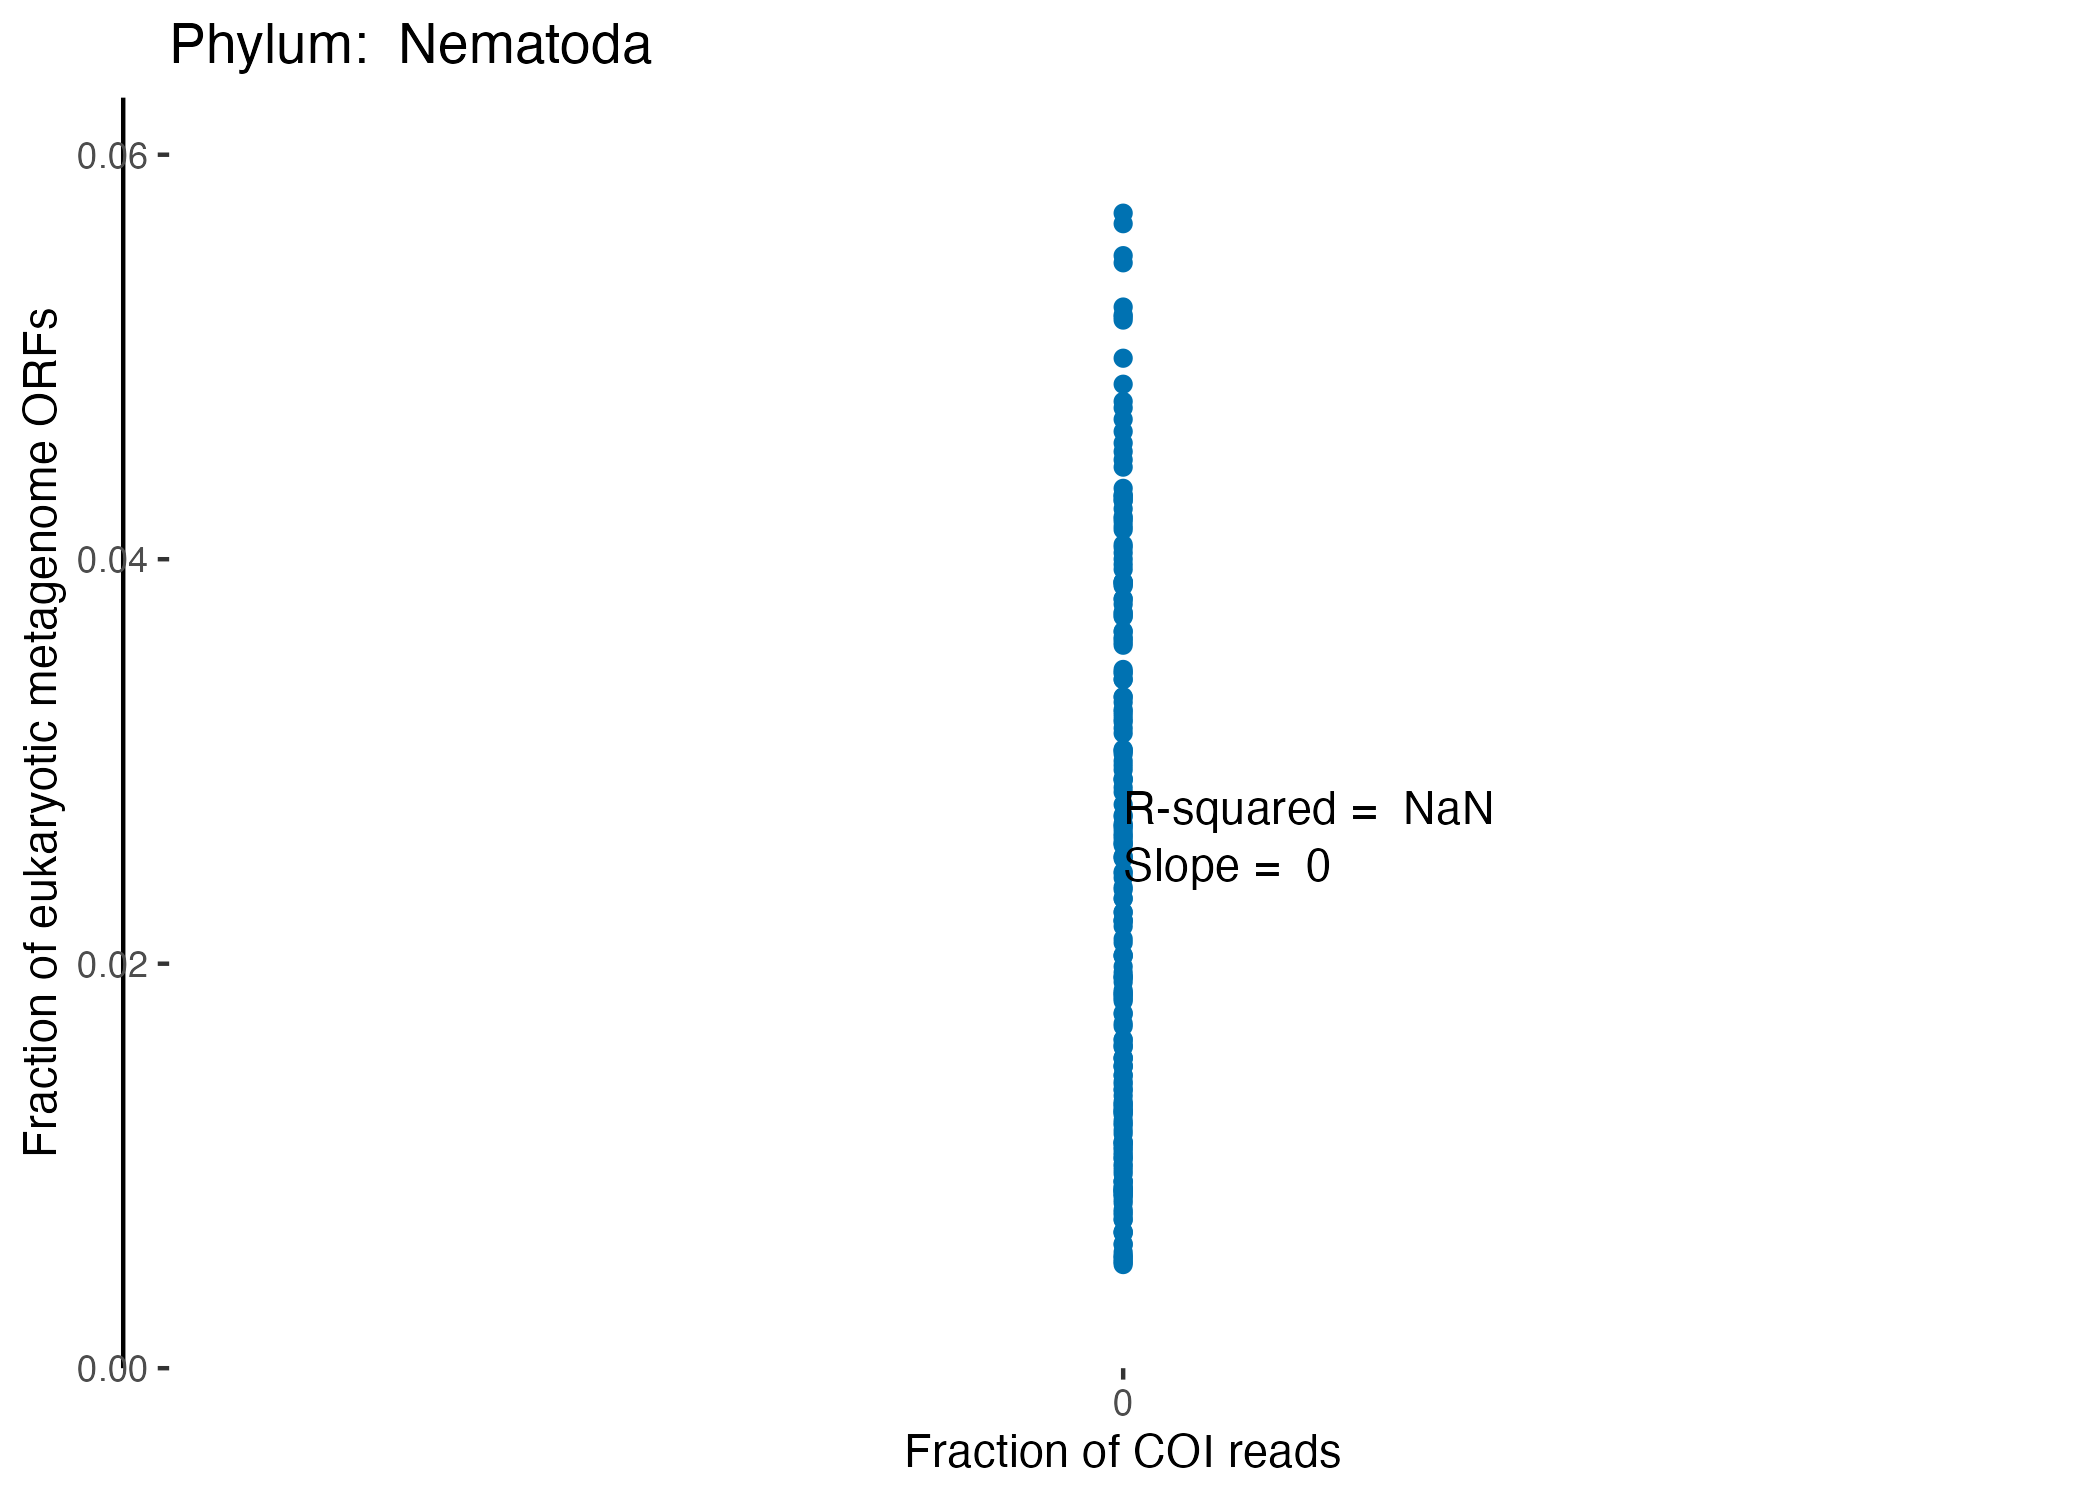 Phylum: Nematoda
Fraction of eukaryotic metagenome ORFs
0.06
0.04
0.02
0.00
R-squared = NaN
Slope = 0
0
Fraction of COI reads